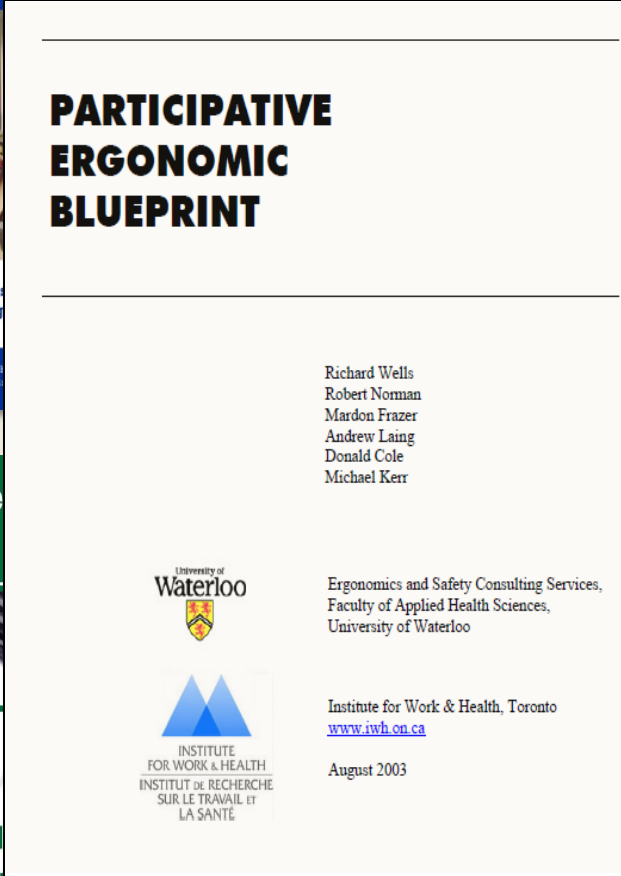 PARTICIPATIVE
ERGONOMIC
BLUEPRINT
Richard Wells
Robert Norman
Mardon Frazer
Andrew Laing
Donald Cole
Michael Kerr
University of
Waterloo
Ergonomics and Safety Consulting Services,
Faculty of Applied Health Sciences,
University of Waterloo
INSTITUTE
FOR WORK & HEALTH
INSTITUT DE RECHERCHE
SUR LE TRAVAIL ET
LA SANTÉ
Institute for Work & Health, Toronto
www.iwh.on.ca
August 2003